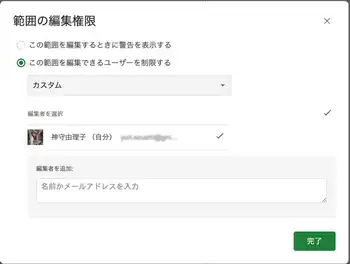 範囲の編集権限
この範囲を編集するときに警告を表示する
この範囲を編集できるユーザーを制限する
カスタム
編集者を選択
神守由理子 （自分）
編集者を追加:
名前かメールアドレスを入力
完了